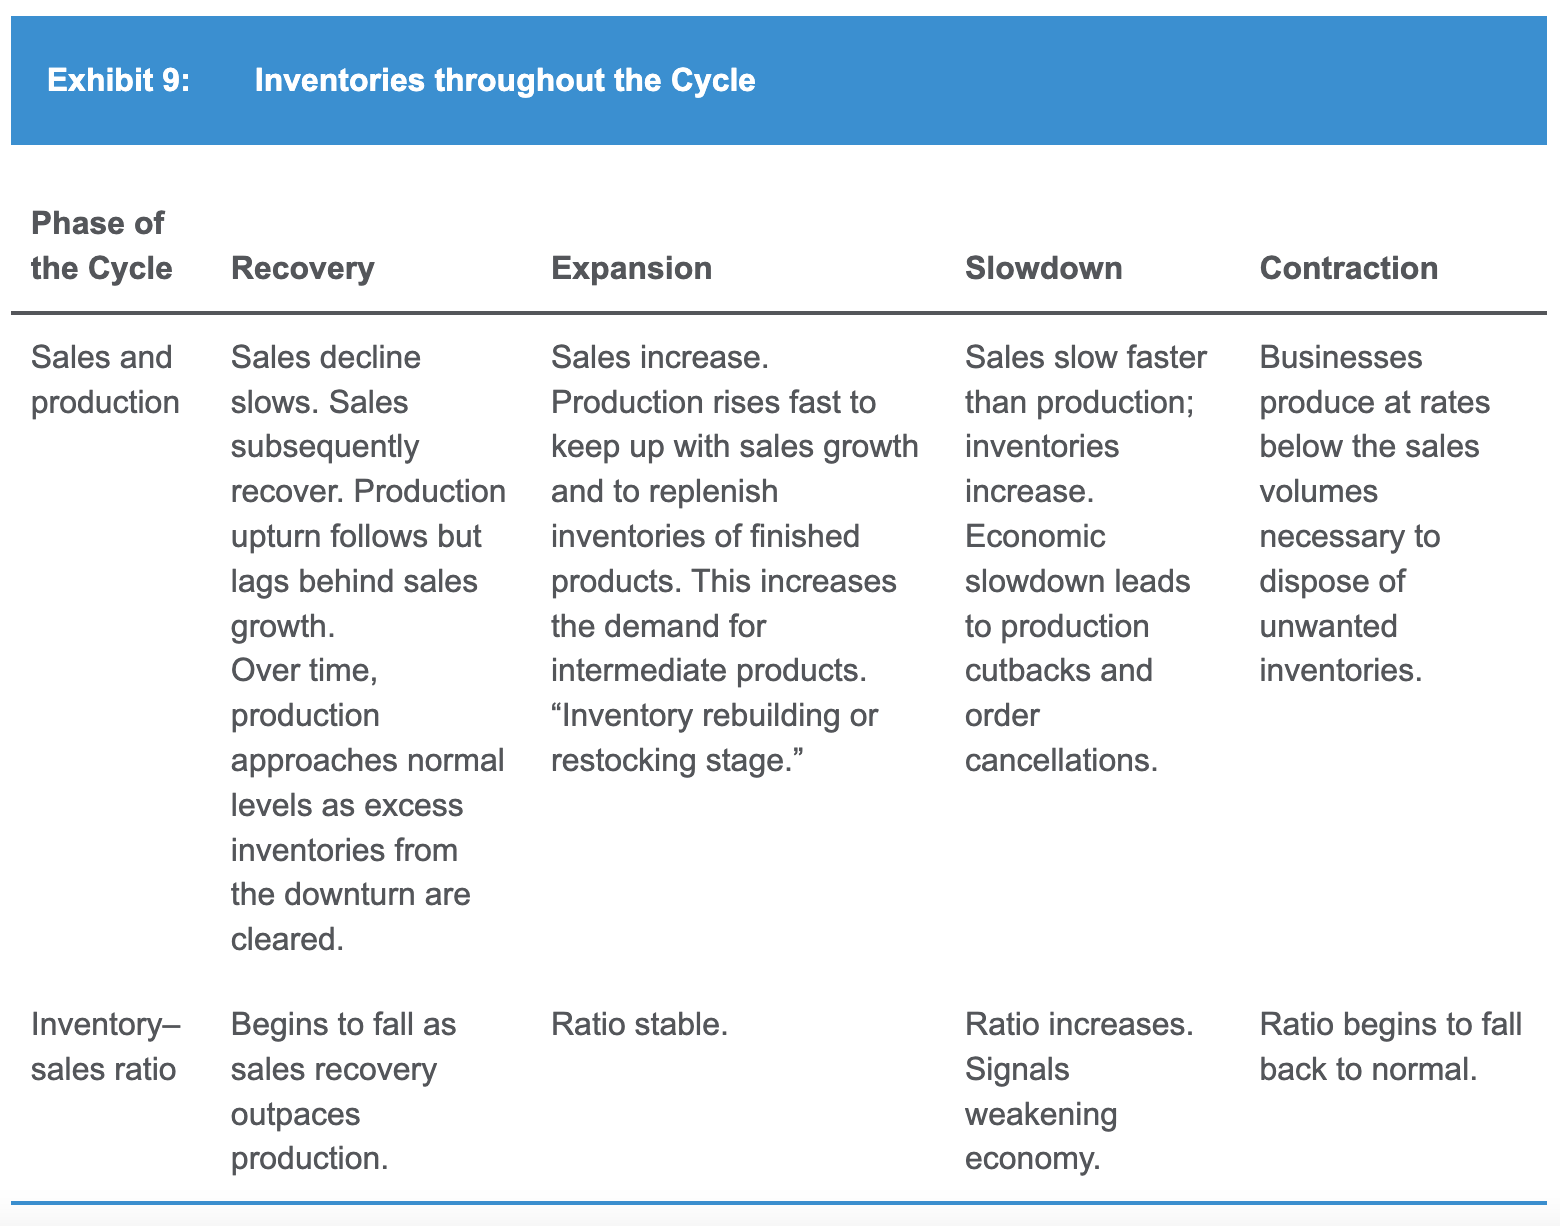 Exhibit 9: Inventories throughout the Cycle
Phase of
the Cycle
Recovery
Expansion
Slowdown
Contraction
Sales and
production
Sales decline
slows. Sales
subsequently
recover. Production
upturn follows but
lags behind sales
growth.
Over time,
production
approaches normal
levels as excess
inventories from
the downturn are
cleared.
Sales increase.
Production rises fast to
keep up with sales growth
and to replenish
inventories of finished
products. This increases
the demand for
intermediate products.
“Inventory rebuilding or
restocking stage.”
Sales slow faster
than production;
inventories
increase.
Economic
slowdown leads
to production
cutbacks and
order
cancellations.
Businesses
produce at rates
below the sales
volumes
necessary to
dispose of
unwanted
inventories.
Inventory–
sales ratio
Begins to fall as
sales recovery
outpaces
production.
Ratio stable.
Ratio increases.
Signals
weakening
economy.
Ratio begins to fall
back to normal.